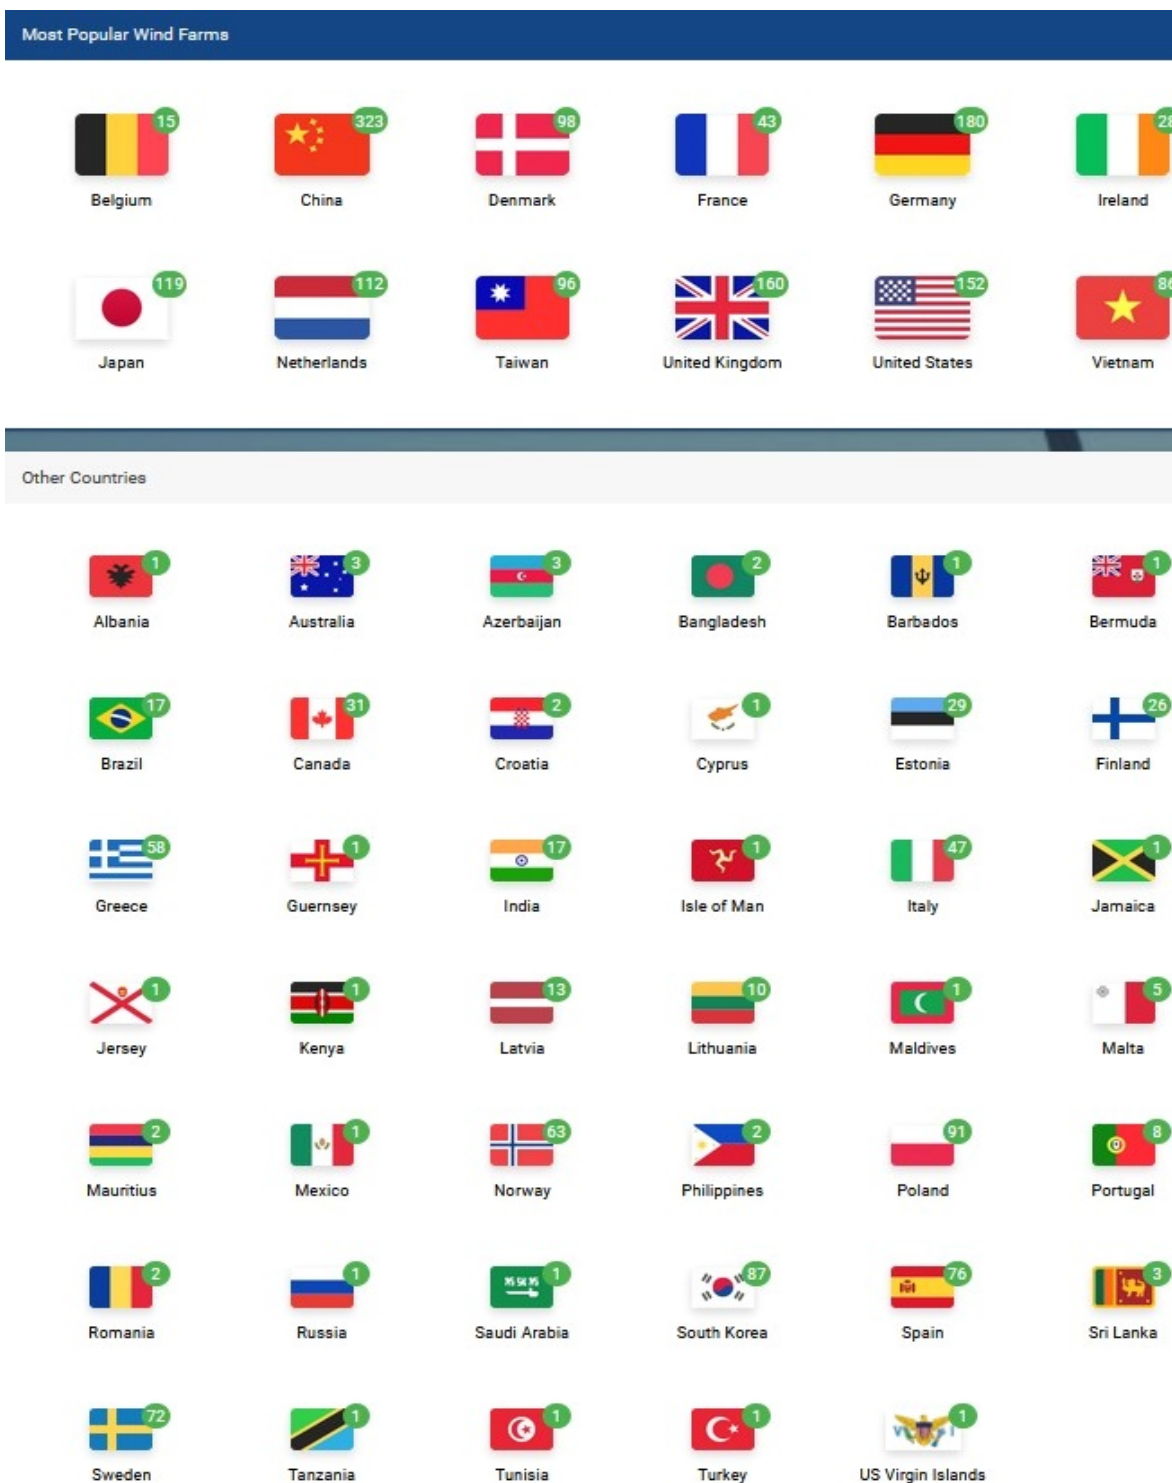 Most Popular Wind Farms
15 323 98 43 180
Belgium China Denmark France Germany Ireland
119 112 96 160 152
Japan Netherlands Taiwan United Kingdom United States Vietnam
Other Countries
1 3 3 2 1 1
Albania Australia Azerbaijan Bangladesh Barbados Bermuda
17 31 2 1 29 26
Brazil Canada Croatia Cyprus Estonia Finland
58 1 17 1 47 1
Greece Guernsey India Isle of Man Italy Jamaica
1 1 13 10 1 5
Jersey Kenya Latvia Lithuania Maldives Malta
2 1 63 2 91 8
Mauritius Mexico Norway Philippines Poland Portugal
2 1 1 87 76 3
Romania Russia Saudi Arabia South Korea Spain Sri Lanka
72 1 1 1 1
Sweden Tanzania Tunisia Turkey US Virgin Islands